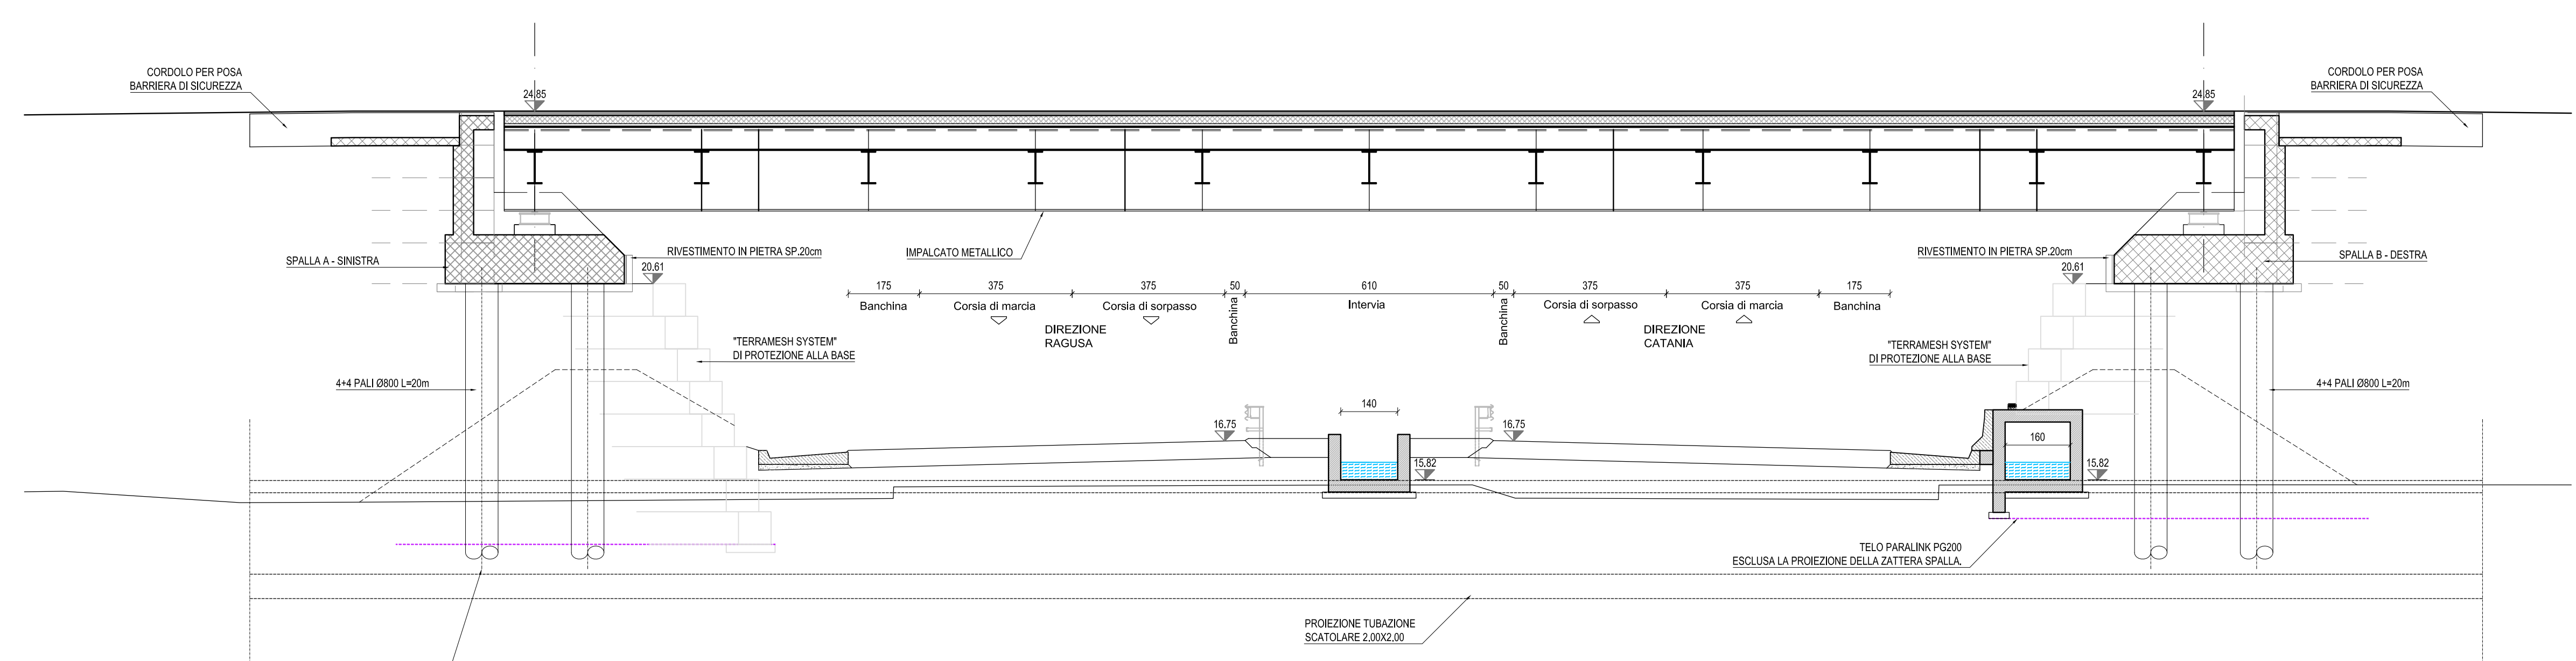 CORDOLO PER POSA
BARRIERA DI SICUREZZA
24.85
24.85
CORDOLO PER POSA
BARRIERA DI SICUREZZA
SPALLA A - SINISTRA
RIVESTIMENTO IN PIETRA SP.20cm
20.61
IMPALCATO METALLICO
RIVESTIMENTO IN PIETRA SP.20cm
20.61
SPALLA B - DESTRA
175 375 375 50 610 50 375 375 175
Banchina Corsia di marcia Corsia di sorpasso Banchina Intervia Banchina Corsia di sorpasso Corsia di marcia Banchina
DIREZIONE
RAGUSA
DIREZIONE
CATANIA
"TERRAMESH SYSTEM"
DI PROTEZIONE ALLA BASE
"TERRAMESH SYSTEM"
DI PROTEZIONE ALLA BASE
4+4 PALI Ø800 L=20m
4+4 PALI Ø800 L=20m
140
16.75
16.75
160
15.82
15.82
TELO PARALINK PG200
ESCLUSA LA PROIEZIONE DELLA ZATTERA SPALLA.
PROIEZIONE TUBAZIONE
SCATOLARE 2.00X2.00